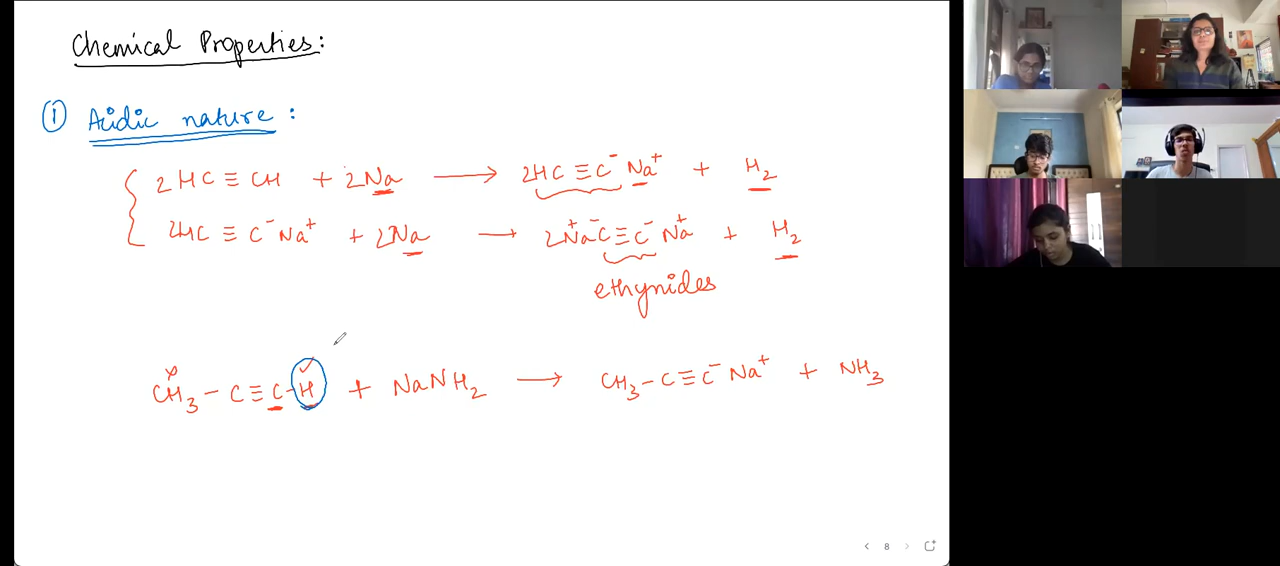 Chemical Properties:
① Acidic nature:
2HC≡CH + 2Na ⟶ 2HC≡C⁻Na⁺ + H₂
2HC≡C⁻Na⁺ + 2Na ⟶ 2Na⁺C⁻≡C⁻Na⁺ + H₂
ethynides
CH₃-C≡C-H + NaNH₂ ⟶ CH₃-C≡C⁻Na⁺ + NH₃
8